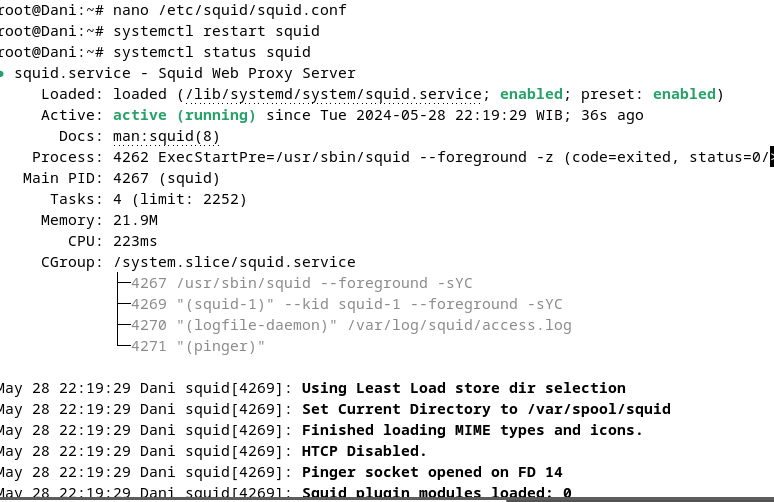 root@Dani:~# nano /etc/squid/squid.conf
root@Dani:~# systemctl restart squid
root@Dani:~# systemctl status squid
● squid.service - Squid Web Proxy Server
Loaded: loaded (/lib/systemd/system/squid.service; enabled; preset: enabled)
Active: active (running) since Tue 2024-05-28 22:19:29 WIB; 36s ago
Docs: man:squid(8)
Process: 4262 ExecStartPre=/usr/sbin/squid --foreground -z (code=exited, status=0/>
Main PID: 4267 (squid)
Tasks: 4 (limit: 2252)
Memory: 21.9M
CPU: 223ms
CGroup: /system.slice/squid.service
├─4267 /usr/sbin/squid --foreground -sYC
├─4269 "(squid-1)" --kid squid-1 --foreground -sYC
├─4270 "(logfile-daemon)" /var/log/squid/access.log
└─4271 "(pinger)"
May 28 22:19:29 Dani squid[4269]: Using Least Load store dir selection
May 28 22:19:29 Dani squid[4269]: Set Current Directory to /var/spool/squid
May 28 22:19:29 Dani squid[4269]: Finished loading MIME types and icons.
May 28 22:19:29 Dani squid[4269]: HTCP Disabled.
May 28 22:19:29 Dani squid[4269]: Pinger socket opened on FD 14
May 28 22:19:29 Dani squid[4269]: Squid plugin modules loaded: 0